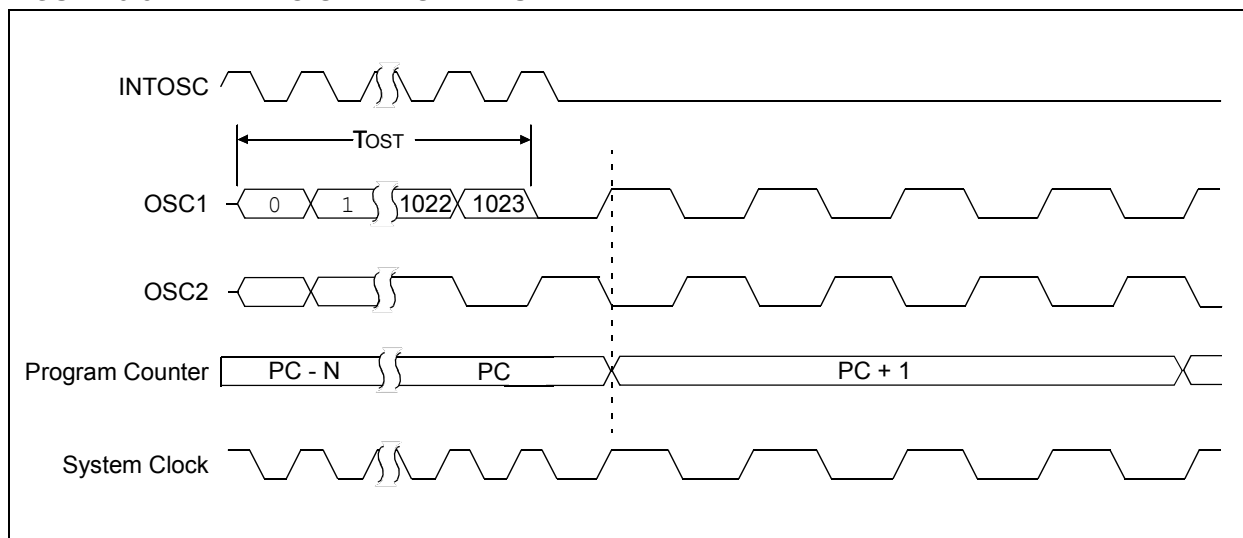 INTOSC
TOST
OSC1 0 1 1022 1023
OSC2
Program Counter PC - N PC PC + 1
System Clock